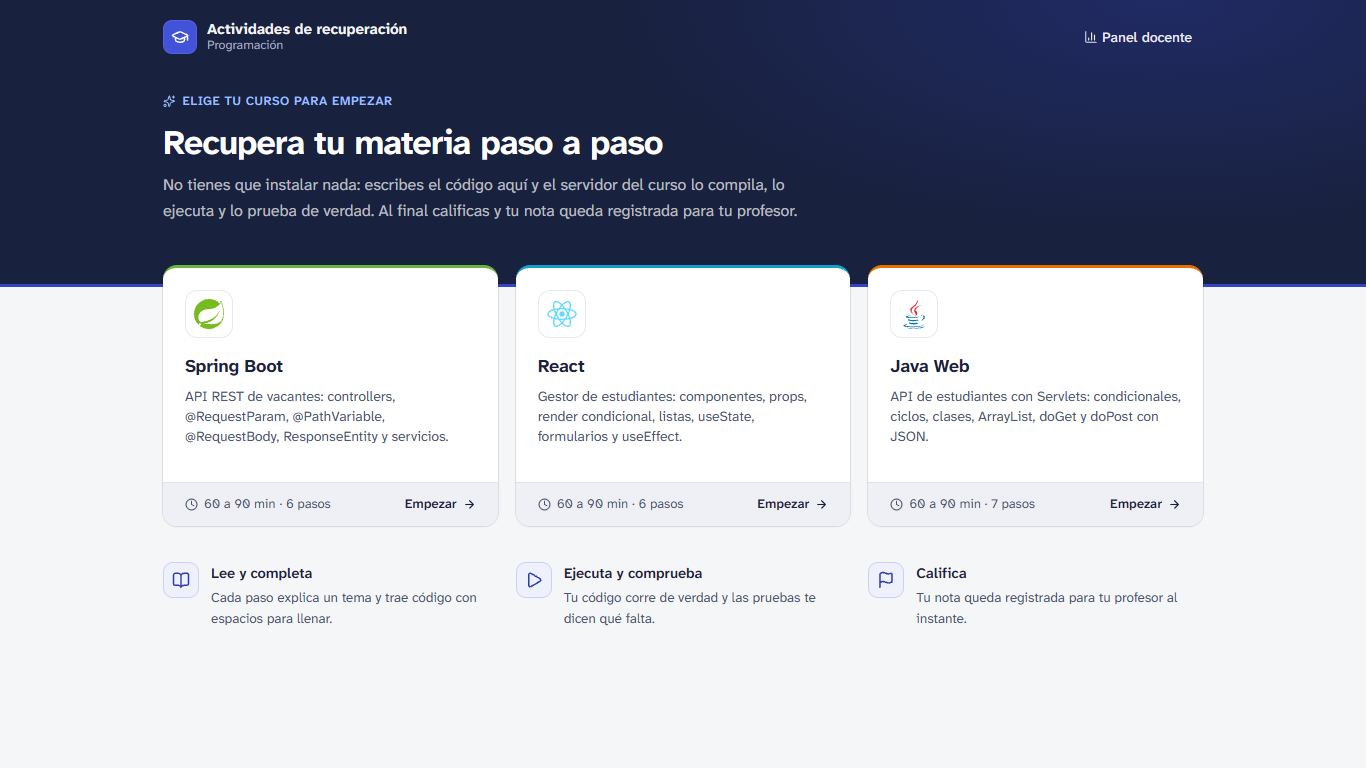 Actividades de recuperación
Programación
Panel docente
ELIGE TU CURSO PARA EMPEZAR
Recupera tu materia paso a paso
No tienes que instalar nada: escribes el código aquí y el servidor del curso lo compila, lo
ejecuta y lo prueba de verdad. Al final calificas y tu nota queda registrada para tu profesor.
Spring Boot
API REST de vacantes: controllers,
@RequestParam, @PathVariable,
@RequestBody, ResponseEntity y servicios.
60 a 90 min · 6 pasos
Empezar
React
Gestor de estudiantes: componentes, props,
render condicional, listas, useState,
formularios y useEffect.
60 a 90 min · 6 pasos
Empezar
Java Web
API de estudiantes con Servlets: condicionales,
ciclos, clases, ArrayList, doGet y doPost con
JSON.
60 a 90 min · 7 pasos
Empezar
Lee y completa
Cada paso explica un tema y trae código con
espacios para llenar.
Ejecuta y comprueba
Tu código corre de verdad y las pruebas te
dicen qué falta.
Califica
Tu nota queda registrada para tu profesor al
instante.